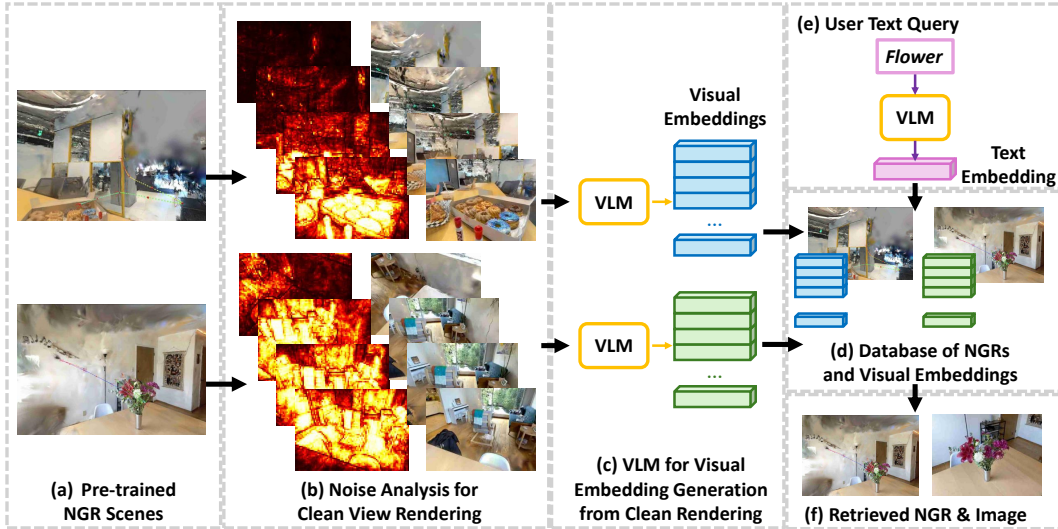 (a) Pre-trained
NGR Scenes
(b) Noise Analysis for
Clean View Rendering
Visual
Embeddings
VLM
...
VLM
...
(c) VLM for Visual
Embedding Generation
from Clean Rendering
(e) User Text Query
Flower
VLM
Text
Embedding
(d) Database of NGRs
and Visual Embeddings
(f) Retrieved NGR & Image